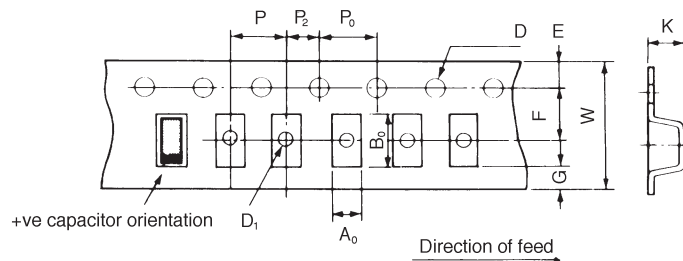 P
P₂
P₀
D
E
K
F
W
B₀
G
+ve capacitor orientation
D₁
A₀
Direction of feed